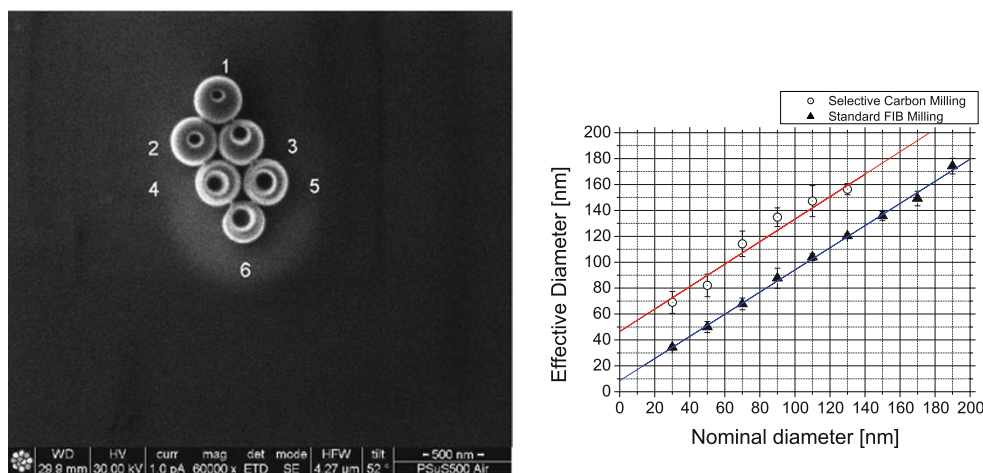 1
2
3
4
5
6
WD HV curr mag det mode HFW tilt 500 nm
29.9 mm 30.00 kV 1.0 pA 60000 x ETD SE 4.27 µm 52° PSuS500 Air
Selective Carbon Milling
Standard FIB Milling
200
180
160
140
120
100
80
60
40
20
0
0 20 40 60 80 100 120 140 160 180 200
Effective Diameter [nm]
Nominal diameter [nm]